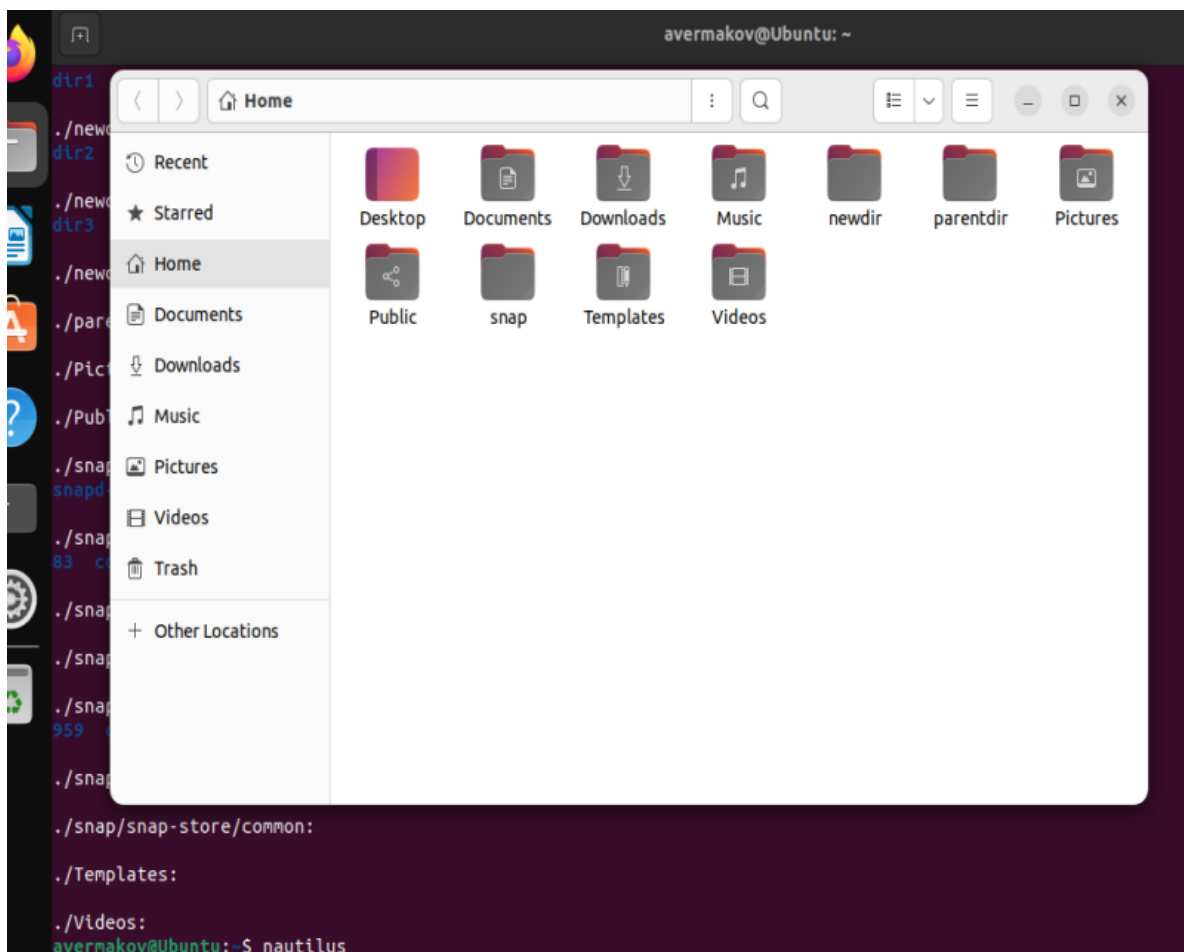 avermakov@Ubuntu: ~
Home
Recent
Starred
Home
Documents
Downloads
Music
Pictures
Videos
Trash
+ Other Locations
Desktop Documents Downloads Music newdir parentdir Pictures
Public snap Templates Videos
dir1
./newd
dir2
./newd
dir3
./newd
./pare
./Pict
./Publ
./snap
snapd
./snap
83 co
./snap
./snap
./snap
959
./snap
./snap/snap-store/common:
./Templates:
./Videos:
avermakov@Ubuntu:~$ nautilus